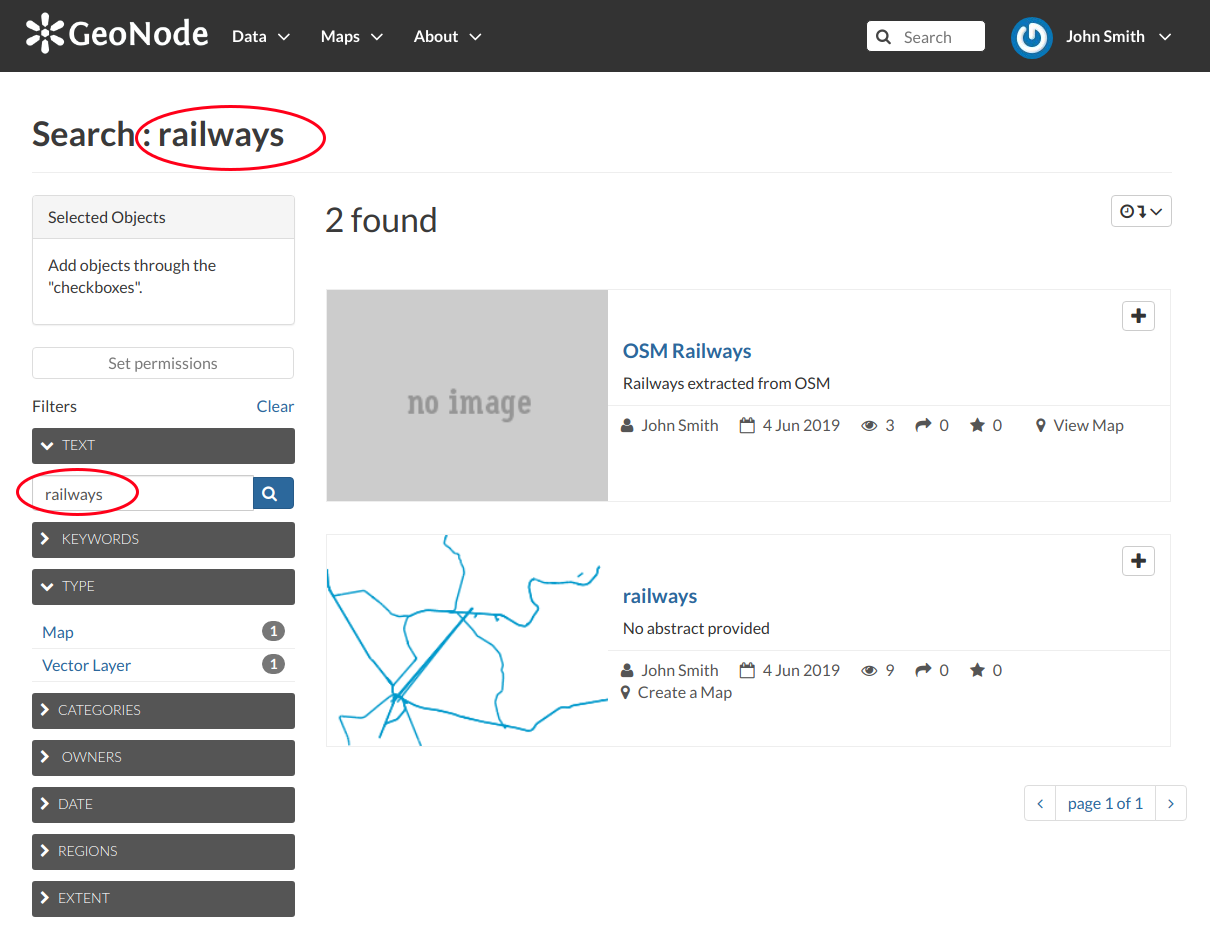 GeoNode Data Maps About Search John Smith
Search : railways
Selected Objects
Add objects through the
"checkboxes".
Set permissions
Filters Clear
TEXT
railways
KEYWORDS
TYPE
Map 1
Vector Layer 1
CATEGORIES
OWNERS
DATE
REGIONS
EXTENT
2 found
no image
OSM Railways
Railways extracted from OSM
John Smith 4 Jun 2019 3 0 0 View Map
railways
No abstract provided
John Smith 4 Jun 2019 9 0 0
Create a Map
page 1 of 1